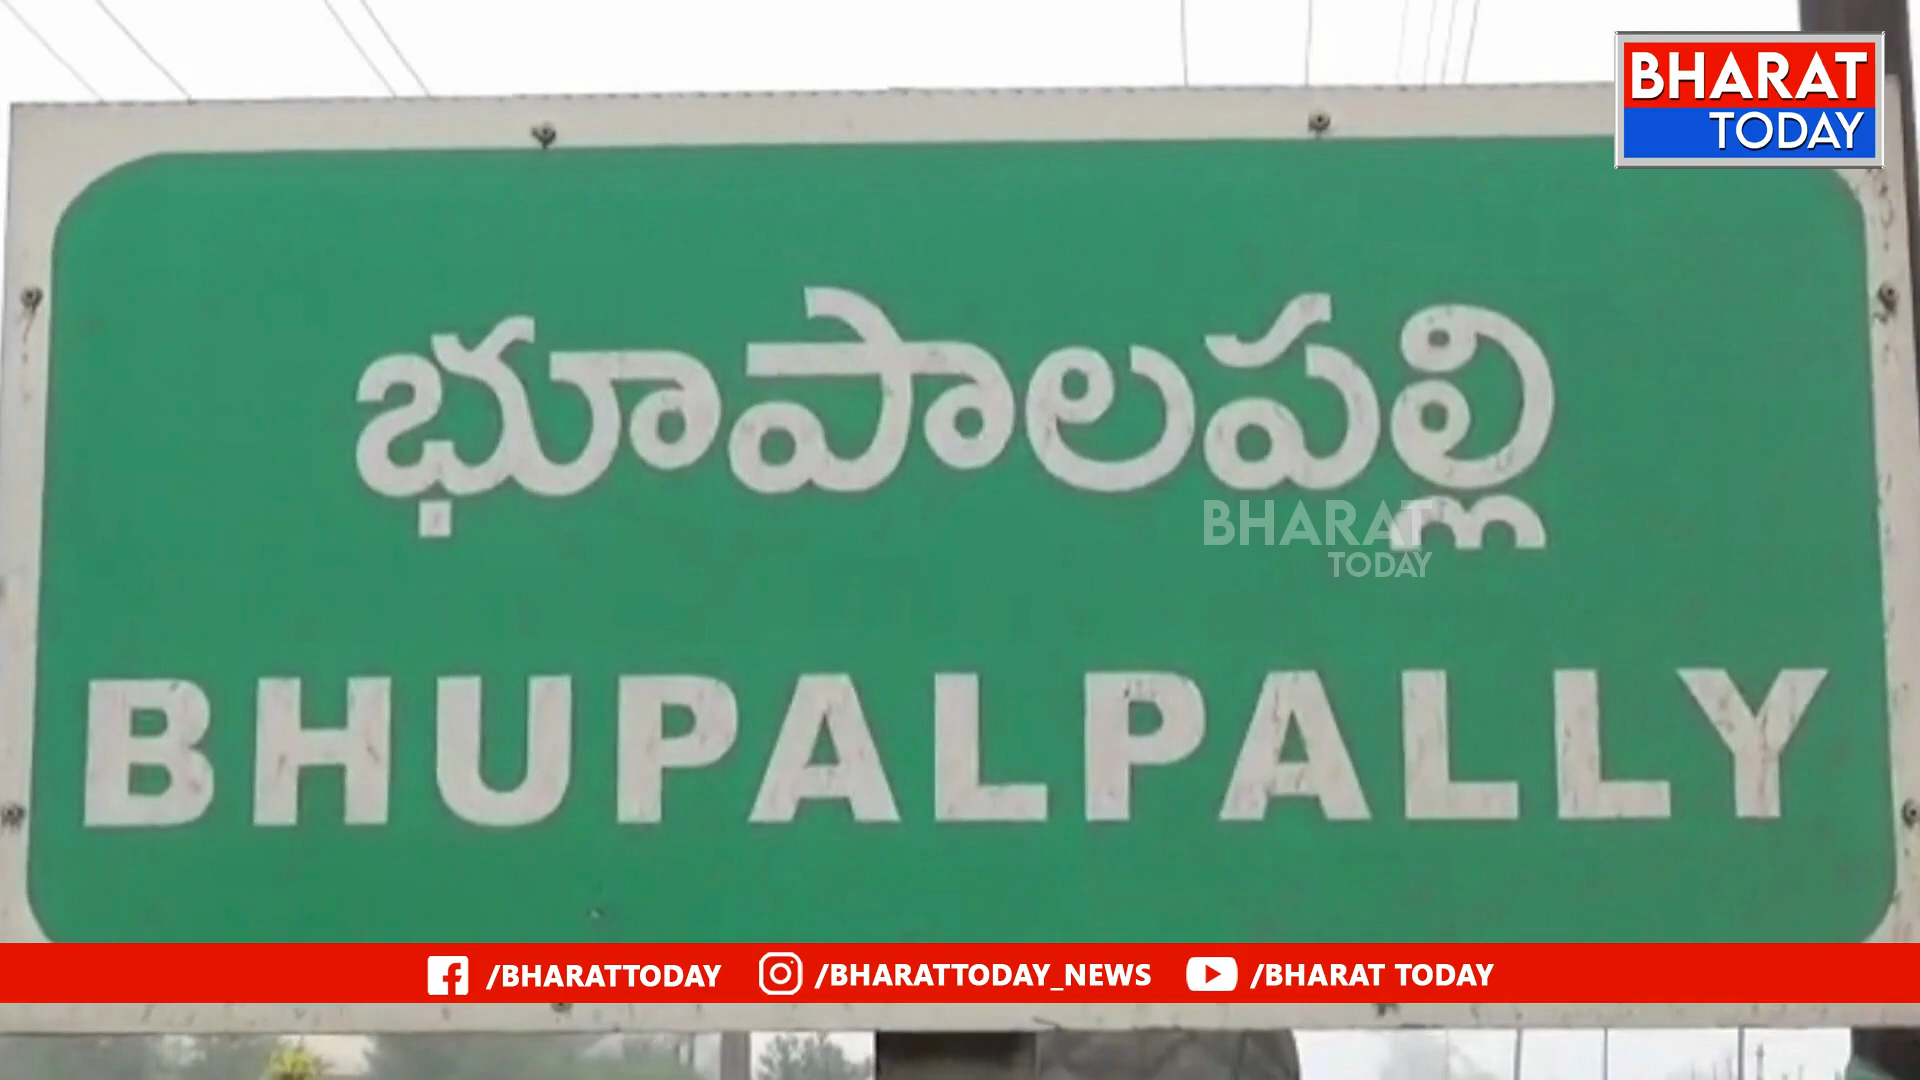 BHARAT
TODAY
భూపాలపల్లి
BHARAT
TODAY
BHUPALPALLY
/BHARATTODAY /BHARATTODAY_NEWS /BHARAT TODAY